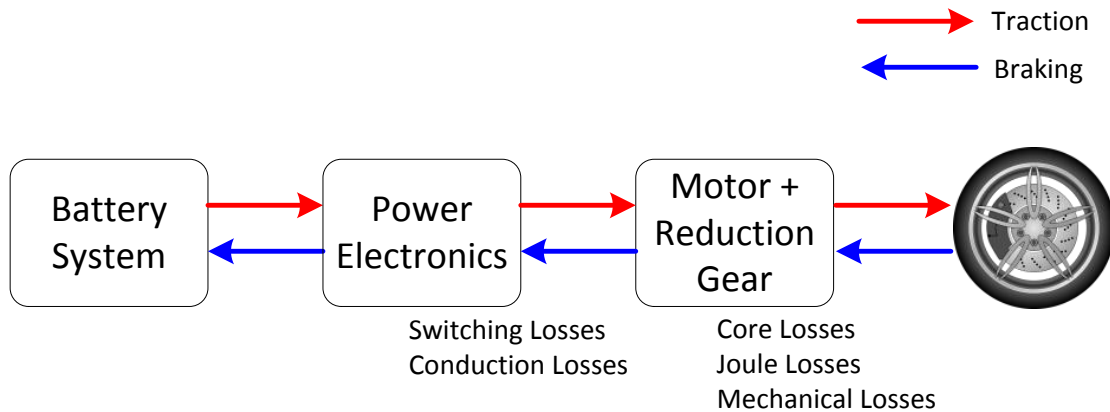 Traction
Braking
Battery
System
Power
Electronics
Motor +
Reduction
Gear
Switching Losses
Conduction Losses
Core Losses
Joule Losses
Mechanical Losses